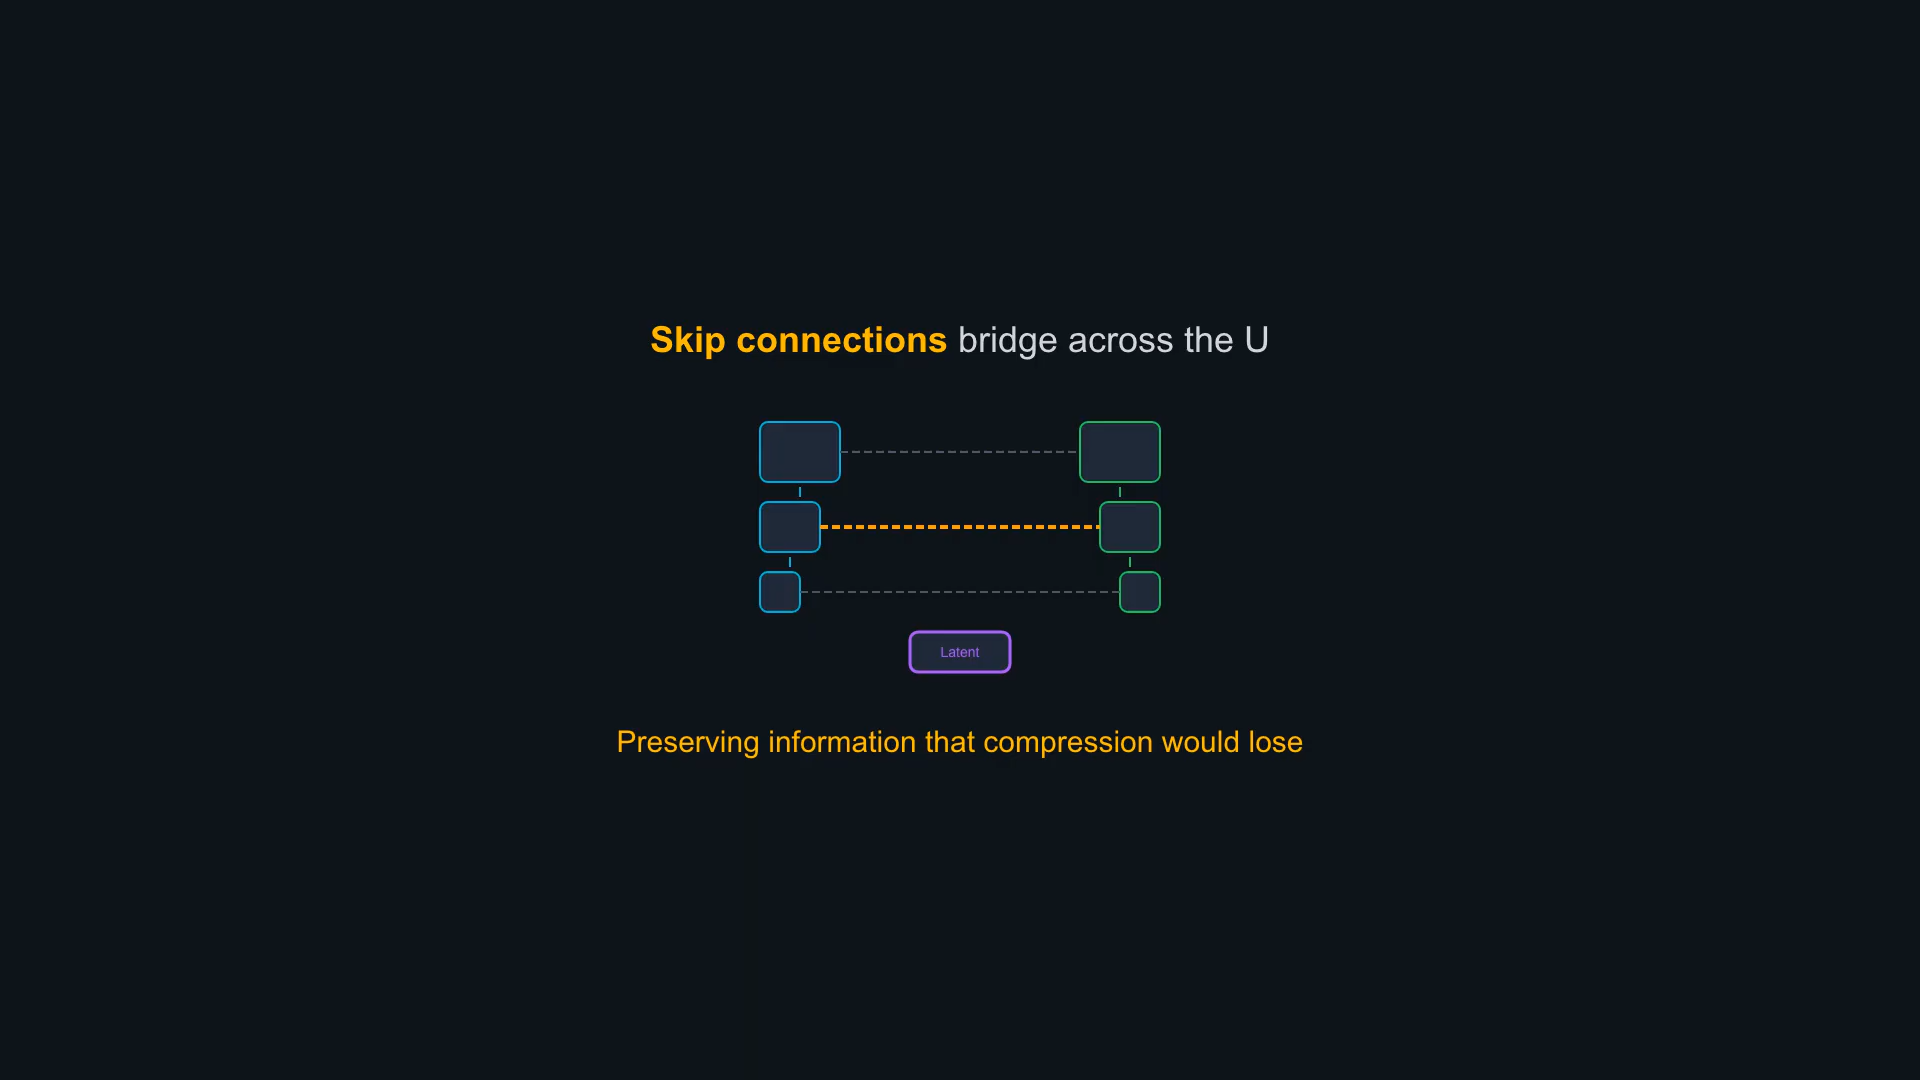 Skip connections bridge across the U
Latent
Preserving information that compression would lose